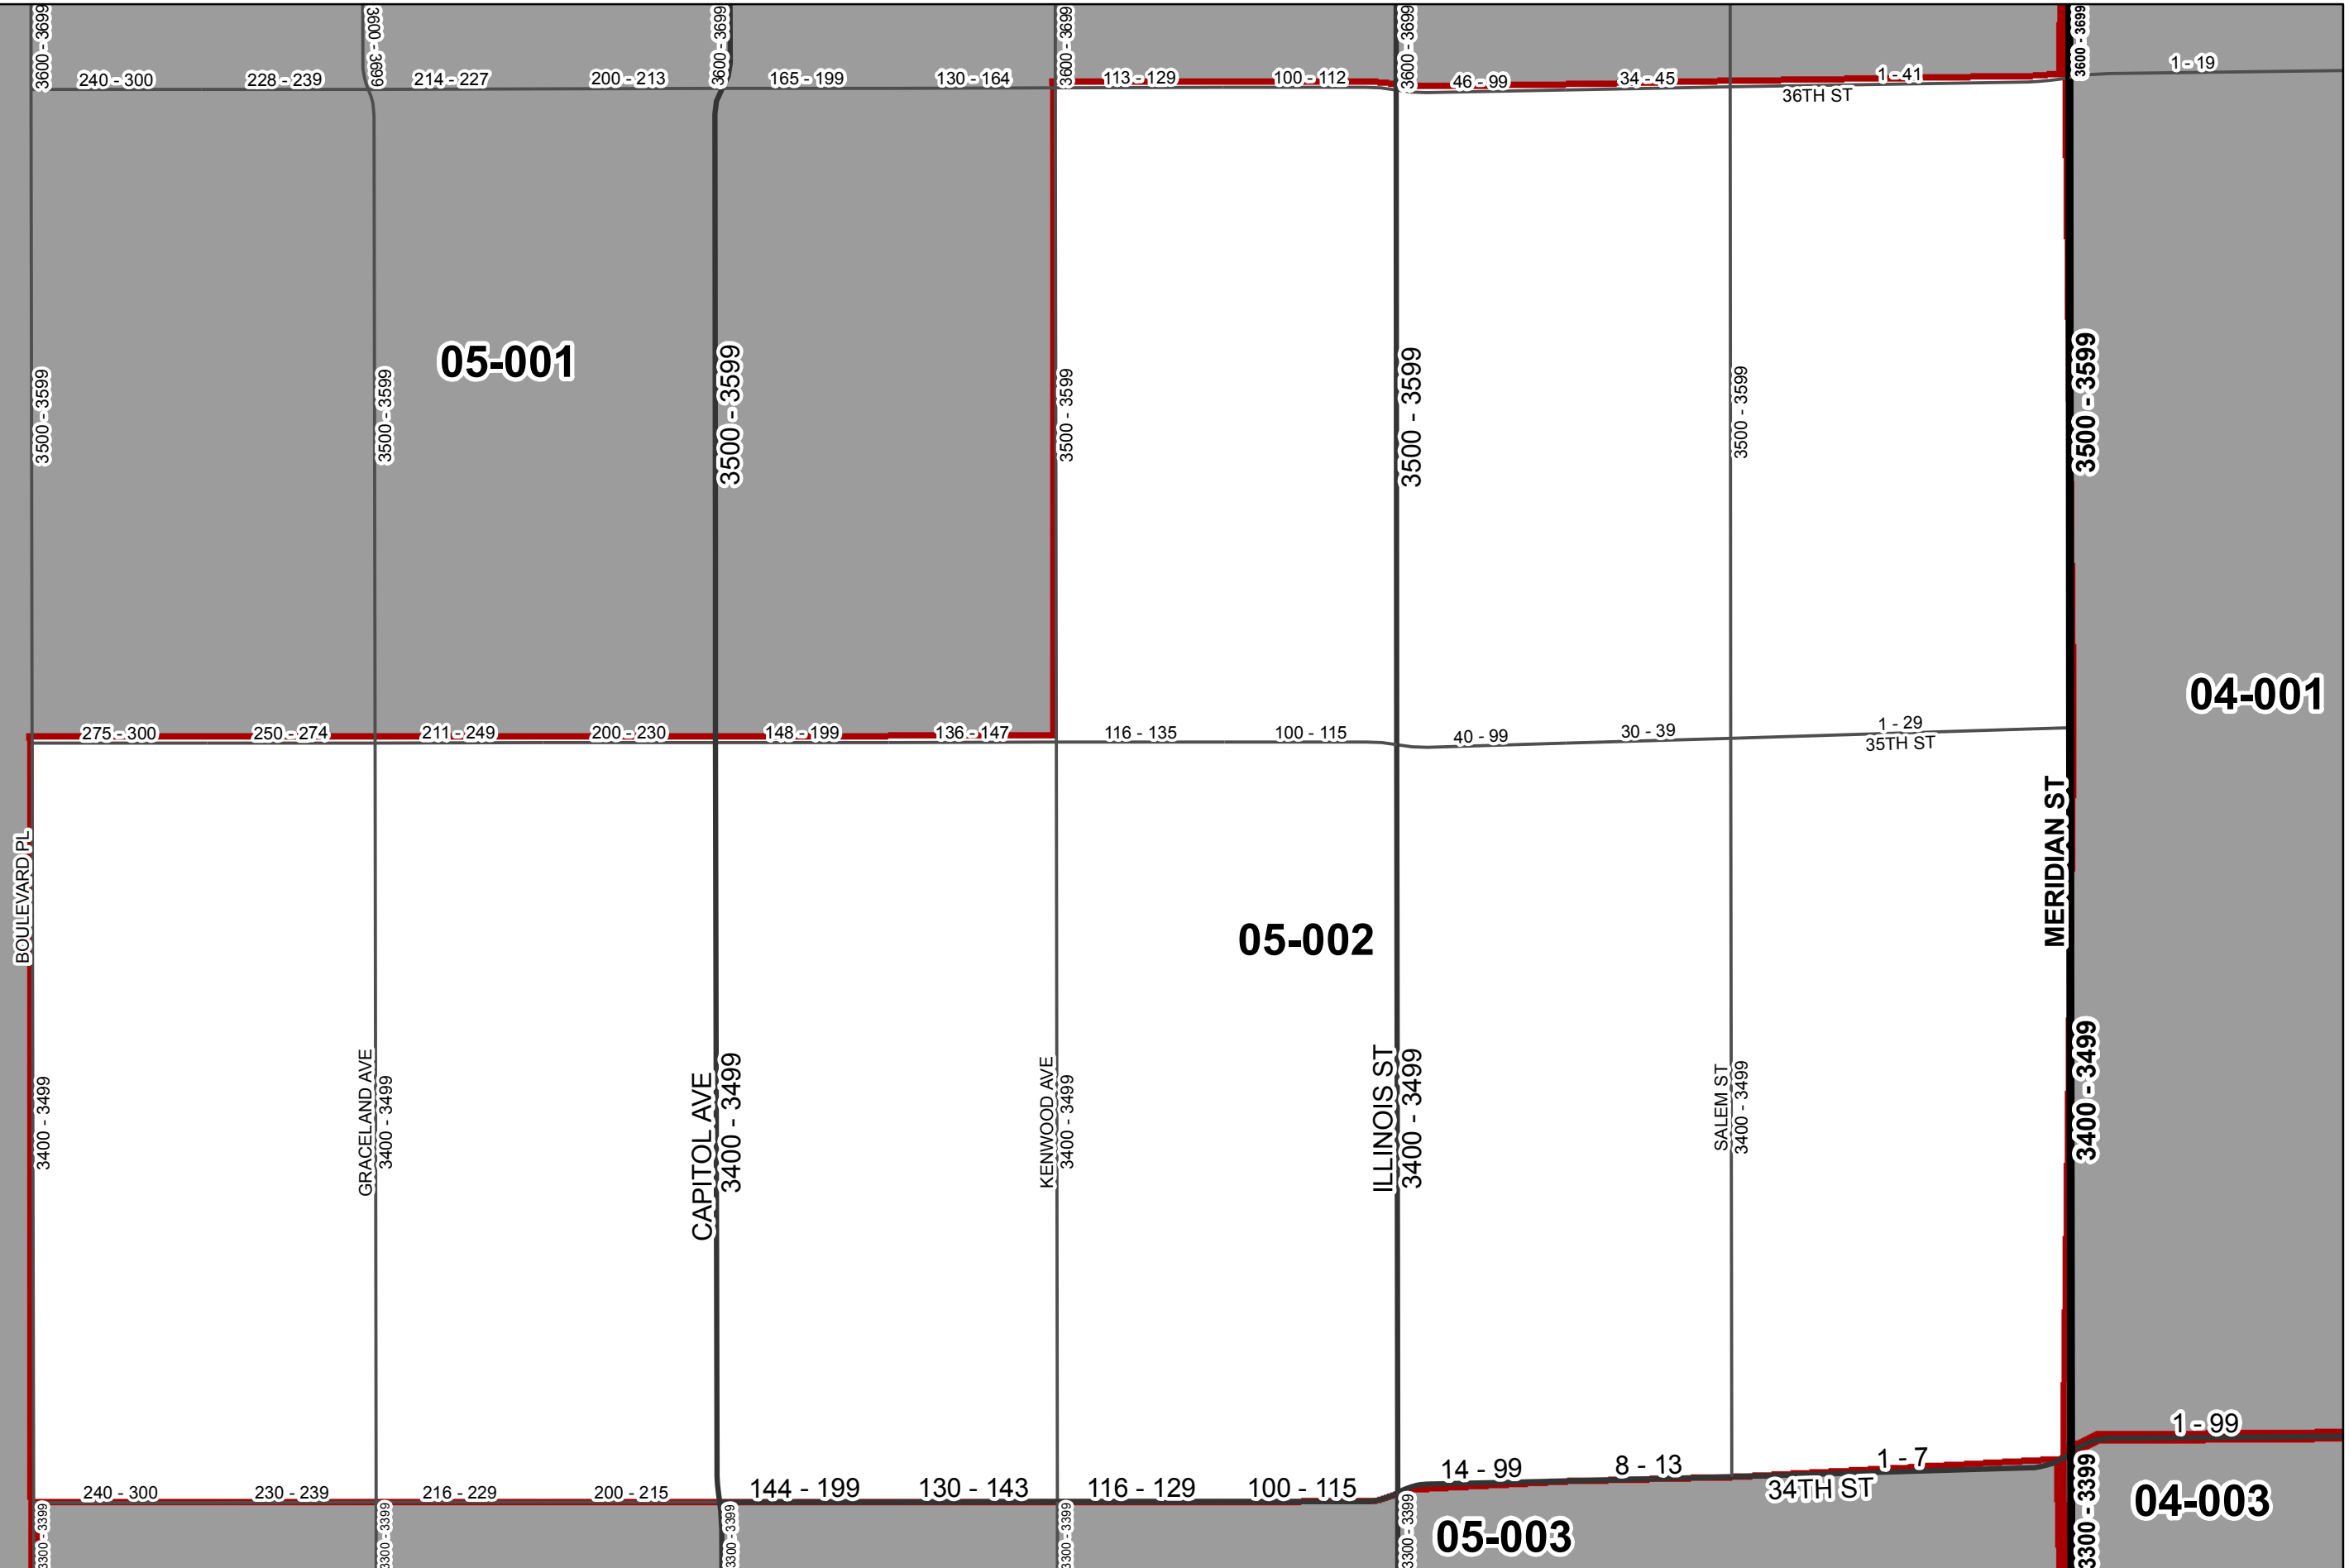 3600 - 3699
3600 - 3699
3600 - 3699
3600 - 3699
3600 - 3699
3600 - 3699
240 - 300
228 - 239
214 - 227
200 - 213
165 - 199
130 - 164
113 - 129
100 - 112
46 - 99
34 - 45
1 - 41
1 - 19
36TH ST
05-001
3500 - 3599
3500 - 3599
3500 - 3599
3500 - 3599
3500 - 3599
3500 - 3599
3500 - 3599
04-001
275 - 300
250 - 274
211 - 249
200 - 230
148 - 199
136 - 147
116 - 135
100 - 115
40 - 99
30 - 39
1 - 29
35TH ST
BOULEVARD PL
MERIDIAN ST
05-002
3400 - 3499
GRACELAND AVE
3400 - 3499
CAPITOL AVE
3400 - 3499
KENWOOD AVE
3400 - 3499
ILLINOIS ST
3400 - 3499
SALEM ST
3400 - 3499
3400 - 3499
240 - 300
230 - 239
216 - 229
200 - 215
144 - 199
130 - 143
116 - 129
100 - 115
14 - 99
8 - 13
1 - 7
1 - 99
34TH ST
3300 - 3399
3300 - 3399
3300 - 3399
3300 - 3399
3300 - 3399
3300 - 3399
05-003
04-003